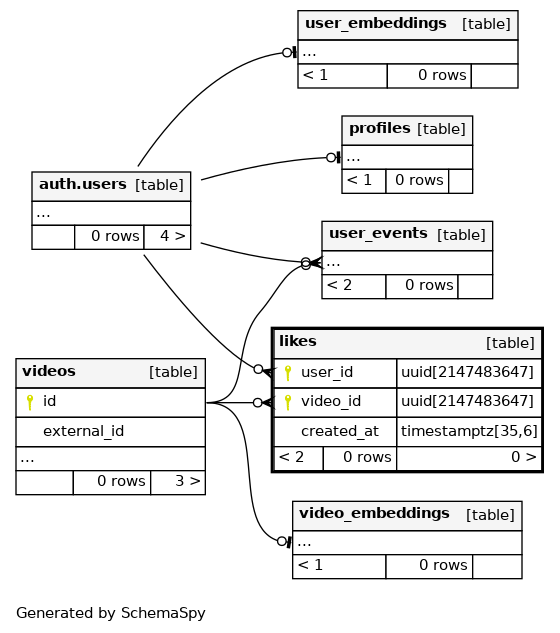 user_embeddings [table]
...
< 1 0 rows
profiles [table]
...
< 1 0 rows
auth.users [table]
...
0 rows 4 >
user_events [table]
...
< 2 0 rows
likes [table]
user_id uuid[2147483647]
video_id uuid[2147483647]
created_at timestamptz[35,6]
< 2 0 rows 0 >
videos [table]
id
external_id
...
0 rows 3 >
video_embeddings [table]
...
< 1 0 rows
Generated by SchemaSpy